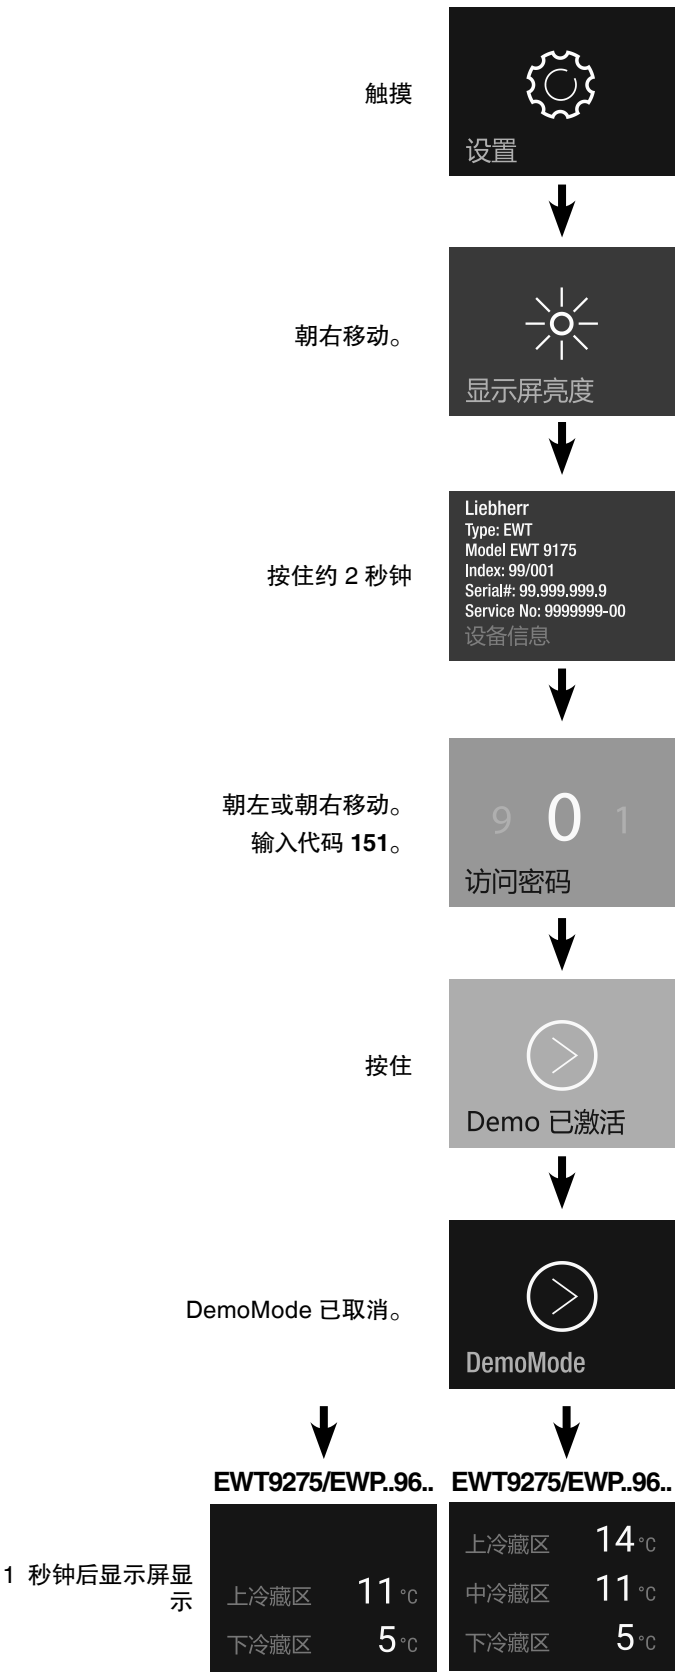 触摸
设置
朝右移动。
显示屏亮度
Liebherr
Type: EWT
Model EWT 9175
Index: 99/001
Serial#: 99.999.999.9
Service No: 9999999-00
设备信息
按住约 2 秒钟
朝左或朝右移动。
输入代码 151。
9 0 1
访问密码
按住
Demo 已激活
DemoMode 已取消。
DemoMode
EWT9275/EWP..96..
EWT9275/EWP..96..
1 秒钟后显示屏显
示
上冷藏区 11 °C
下冷藏区 5 °C
上冷藏区 14 °C
中冷藏区 11 °C
下冷藏区 5 °C